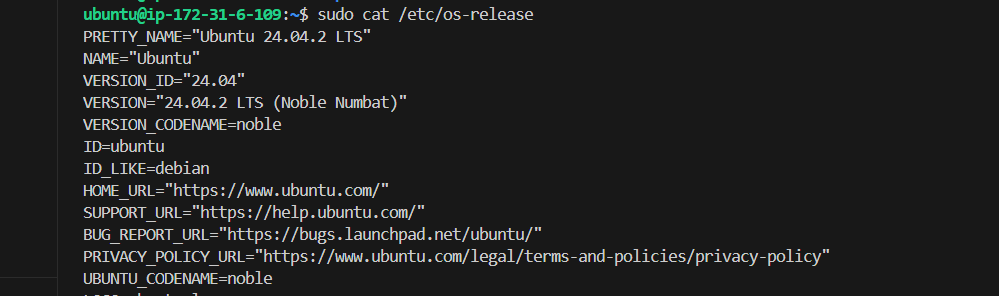 ubuntu@ip-172-31-6-109:~$ sudo cat /etc/os-release
PRETTY_NAME="Ubuntu 24.04.2 LTS"
NAME="Ubuntu"
VERSION_ID="24.04"
VERSION="24.04.2 LTS (Noble Numbat)"
VERSION_CODENAME=noble
ID=ubuntu
ID_LIKE=debian
HOME_URL="https://www.ubuntu.com/"
SUPPORT_URL="https://help.ubuntu.com/"
BUG_REPORT_URL="https://bugs.launchpad.net/ubuntu/"
PRIVACY_POLICY_URL="https://www.ubuntu.com/legal/terms-and-policies/privacy-policy"
UBUNTU_CODENAME=noble